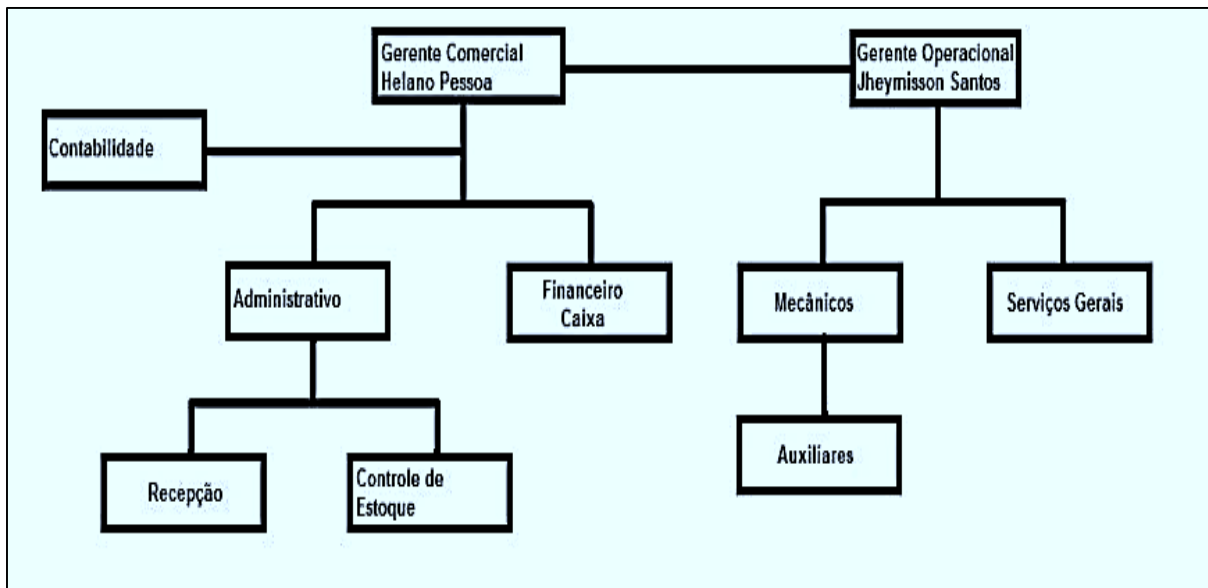 Gerente Comercial
Helano Pessoa
Gerente Operacional
Jheymisson Santos
Contabilidade
Administrativo
Financeiro
Caixa
Mecânicos
Serviços Gerais
Recepção
Controle de
Estoque
Auxiliares